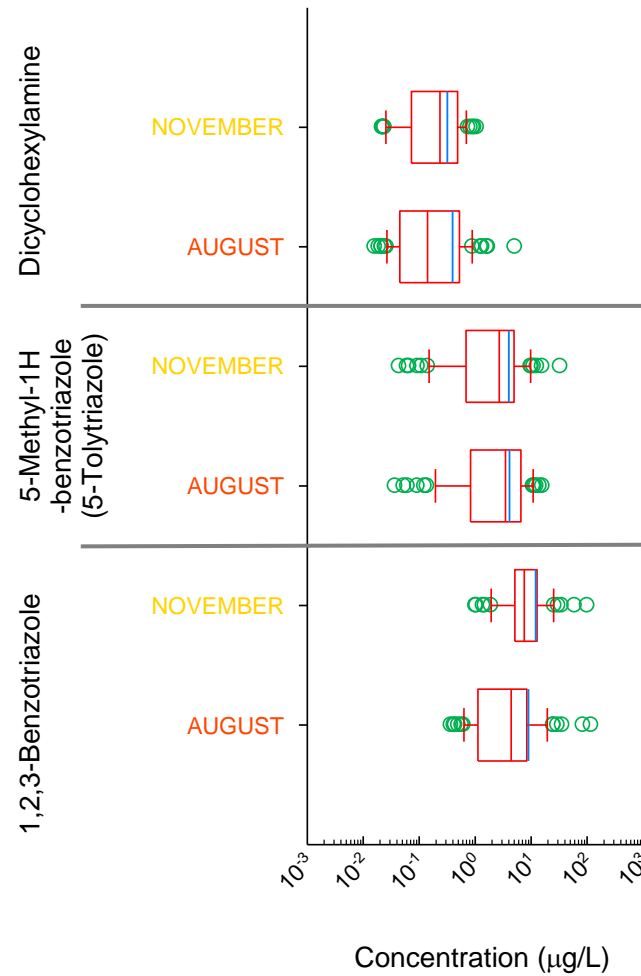 Dicyclohexylamine
NOVEMBER
AUGUST
5-Methyl-1H
-benzotriazole
(5-Tolytriazole)
NOVEMBER
AUGUST
1,2,3-Benzotriazole
NOVEMBER
AUGUST
10⁻³ 10⁻² 10⁻¹ 10⁰ 10¹ 10² 10³
Concentration (μg/L)